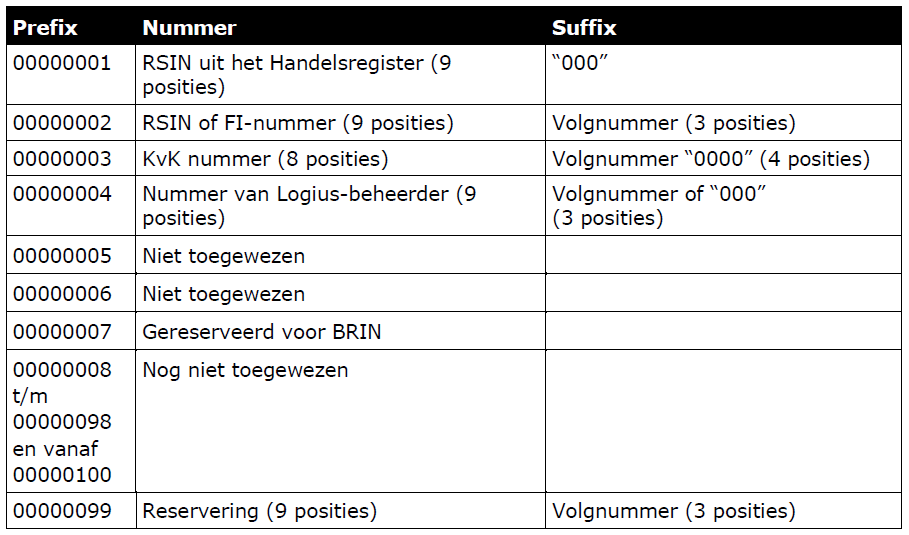 Prefix Nummer Suffix
00000001 RSIN uit het Handelsregister (9 “000”
posities)
00000002 RSIN of FI-nummer (9 posities) Volgnummer (3 posities)
00000003 KvK nummer (8 posities) Volgnummer “0000” (4 posities)
00000004 Nummer van Logius-beheerder (9 Volgnummer of “000”
posities) (3 posities)
00000005 Niet toegewezen
00000006 Niet toegewezen
00000007 Gereserveerd voor BRIN
00000008 Nog niet toegewezen
t/m
00000098
en vanaf
00000100
00000099 Reservering (9 posities) Volgnummer (3 posities)